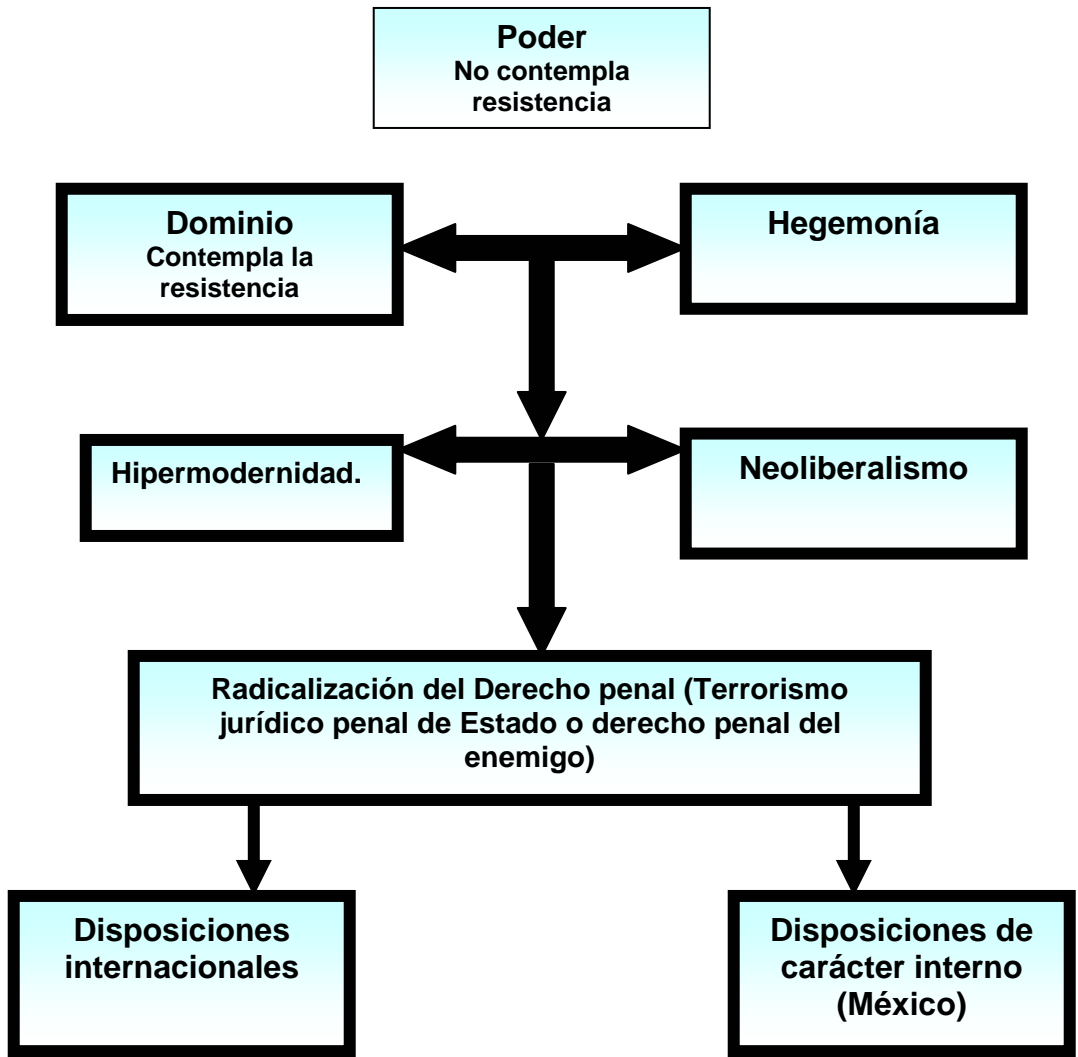 Poder
No contempla
resistencia
Dominio
Contempla la
resistencia
Hegemonía
Hipermodernidad.
Neoliberalismo
Radicalización del Derecho penal (Terrorismo
jurídico penal de Estado o derecho penal del
enemigo)
Disposiciones
internacionales
Disposiciones de
carácter interno
(México)